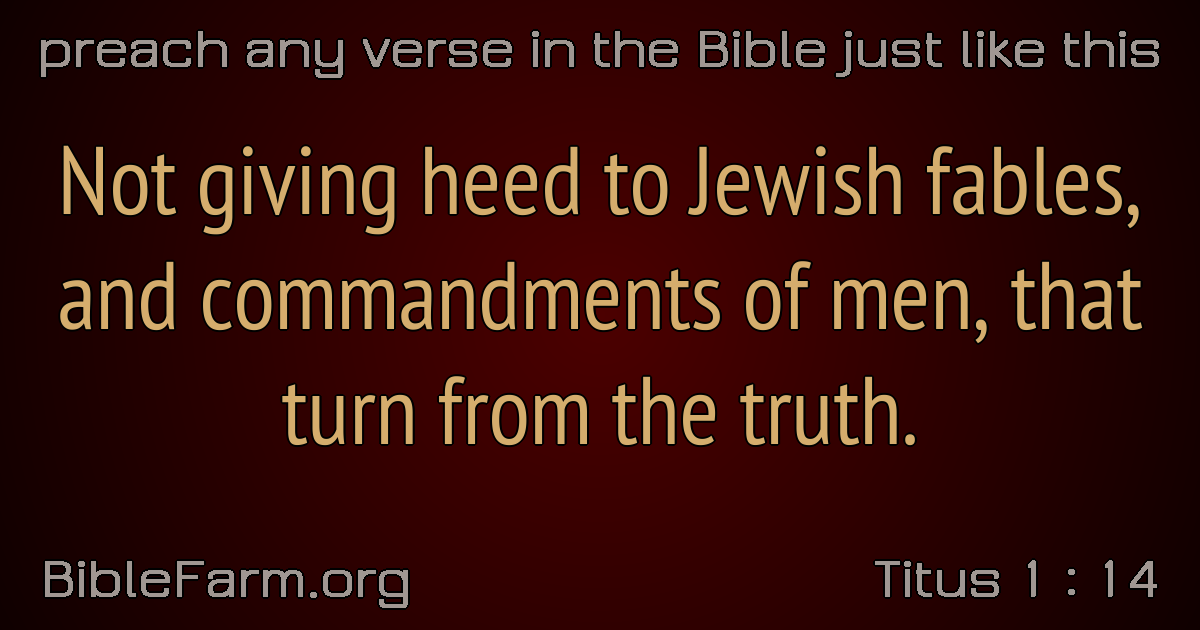 preach any verse in the Bible just like this
Not giving heed to Jewish fables,
and commandments of men, that
turn from the truth.
BibleFarm.org
Titus 1 : 14